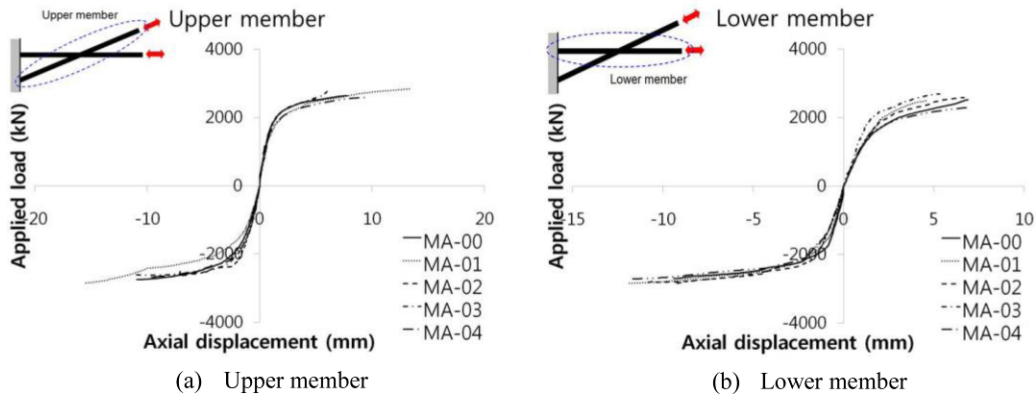 Upper member
Upper member
Applied load (kN)
4000
2000
0
-2000
-4000
-20
-10
0
10
20
MA-00
MA-01
MA-02
MA-03
MA-04
Axial displacement (mm)
(a) Upper member
Lower member
Lower member
Applied load (kN)
4000
2000
0
-2000
-4000
-15
-10
-5
0
5
10
MA-00
MA-01
MA-02
MA-03
MA-04
Axial displacement (mm)
(b) Lower member